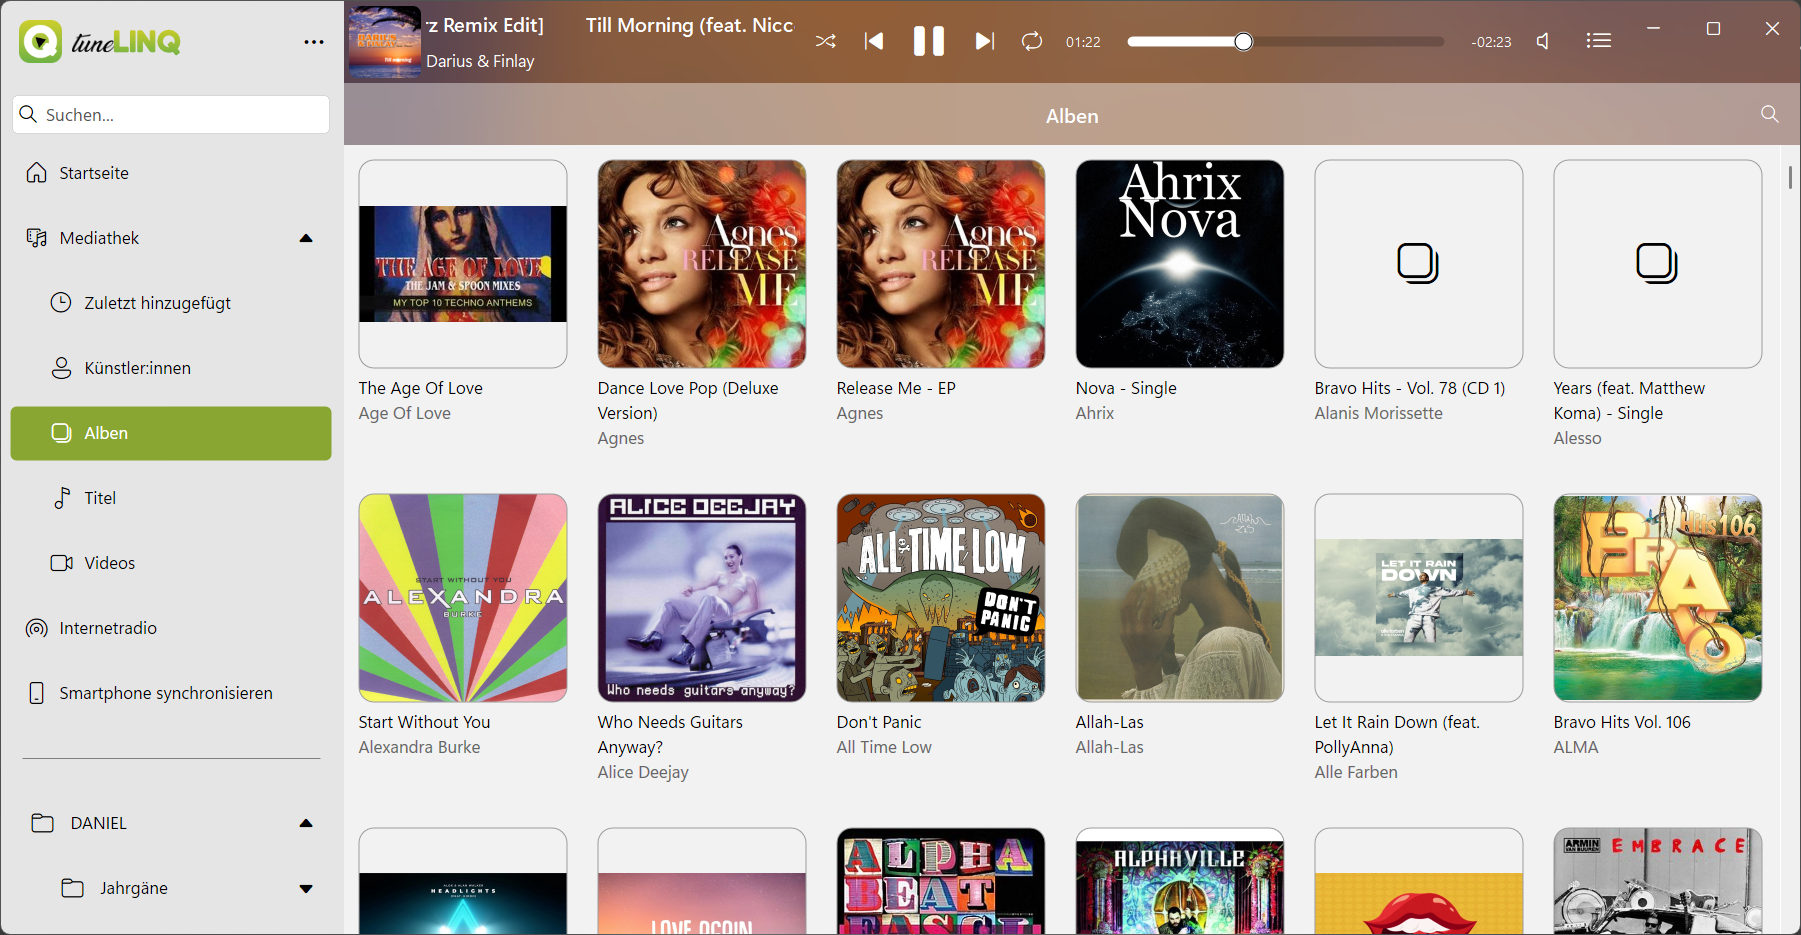 tuneLINQ
z Remix Edit]
Till Morning (feat. Nicc
Darius & Finlay
01:22
-02:23
Suchen...
Alben
Startseite
Mediathek
Zuletzt hinzugefügt
Künstler:innen
Alben
Titel
Videos
Internetradio
Smartphone synchronisieren
DANIEL
Jahrgäne
THE AGE OF LOVE
THE JAM & SPOON MIXES
MY TOP 10 TECHNO ANTHEMS
The Age Of Love
Age Of Love
Agnes
RELEASE
ME
Dance Love Pop (Deluxe
Version)
Agnes
Agnes
RELEASE
ME
Release Me - EP
Agnes
Ahrix
Nova
Nova - Single
Ahrix
Bravo Hits - Vol. 78 (CD 1)
Alanis Morissette
Years (feat. Matthew
Koma) - Single
Alesso
START WITHOUT YOU
ALEXANDRA
BURKE
Start Without You
Alexandra Burke
ALICE DEEJAY
Who needs guitars anyway?
Who Needs Guitars
Anyway?
Alice Deejay
ALL TIME LOW
DON'T
PANIC
Don't Panic
All Time Low
Allah-Las
Allah-Las
LET IT RAIN
DOWN
Let It Rain Down (feat.
PollyAnna)
Alle Farben
Hits 106
BRAVO
Bravo Hits Vol. 106
ALMA
HEADLIGHTS
LOVE AGAIN
ALPHA
BEAT
ALPHAVILLE
ARMIN
VAN BUUREN
EMBRACE